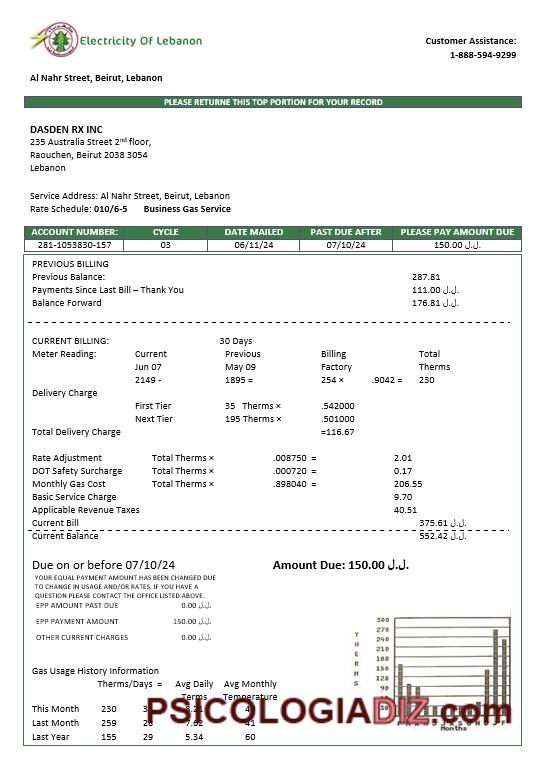 Electricity Of Lebanon
Customer Assistance:
1-888-594-9299
Al Nahr Street, Beirut, Lebanon
PLEASE RETURNE THIS TOP PORTION FOR YOUR RECORD
DASDEN RX INC
235 Australia Street 2nd floor,
Raouchen, Beirut 2038 3054
Lebanon
Service Address: Al Nahr Street, Beirut, Lebanon
Rate Schedule: 010/6-5 Business Gas Service
ACCOUNT NUMBER: CYCLE DATE MAILED PAST DUE AFTER PLEASE PAY AMOUNT DUE
281-1053830-157 03 06/11/24 07/10/24 150.00 ل.ل.
PREVIOUS BILLING
Previous Balance: 287.81
Payments Since Last Bill – Thank You 111.00 ل.ل.
Balance Forward 176.81 ل.ل.
CURRENT BILLING: 30 Days
Meter Reading: Current Previous Billing Total
Jun 07 May 09 Factory Therms
2149 - 1895 = 254 × .9042 = 230
Delivery Charge
First Tier 35 Therms × .542000
Next Tier 195 Therms × .501000
Total Delivery Charge =116.67
Rate Adjustment Total Therms × .008750 = 2.01
DOT Safety Surcharge Total Therms × .000720 = 0.17
Monthly Gas Cost Total Therms × .898040 = 206.55
Basic Service Charge 9.70
Applicable Revenue Taxes 40.51
Current Bill 375.61 ل.ل.
Current Balance 552.42 ل.ل.
Due on or before 07/10/24 Amount Due: 150.00 ل.ل.
YOUR EQUAL PAYMENT AMOUNT HAS BEEN CHANGED DUE
TO CHANGE IN USAGE AND/OR RATES. IF YOU HAVE A
QUESTION PLEASE CONTACT THE OFFICE LISTED ABOVE.
EPP AMOUNT PAST DUE 0.00 ل.ل.
EPP PAYMENT AMOUNT 150.00 ل.ل.
OTHER CURRENT CHARGES 0.00 ل.ل.
THERMS
300
270
240
210
180
150
120
90
60
30
Months
Gas Usage History Information
Therms/Days = Avg Daily Avg Monthly
Terms Temperature
This Month 230
Last Month 259 7.62 41
Last Year 155 29 5.34 60
PSICOLOGIADIZ.com